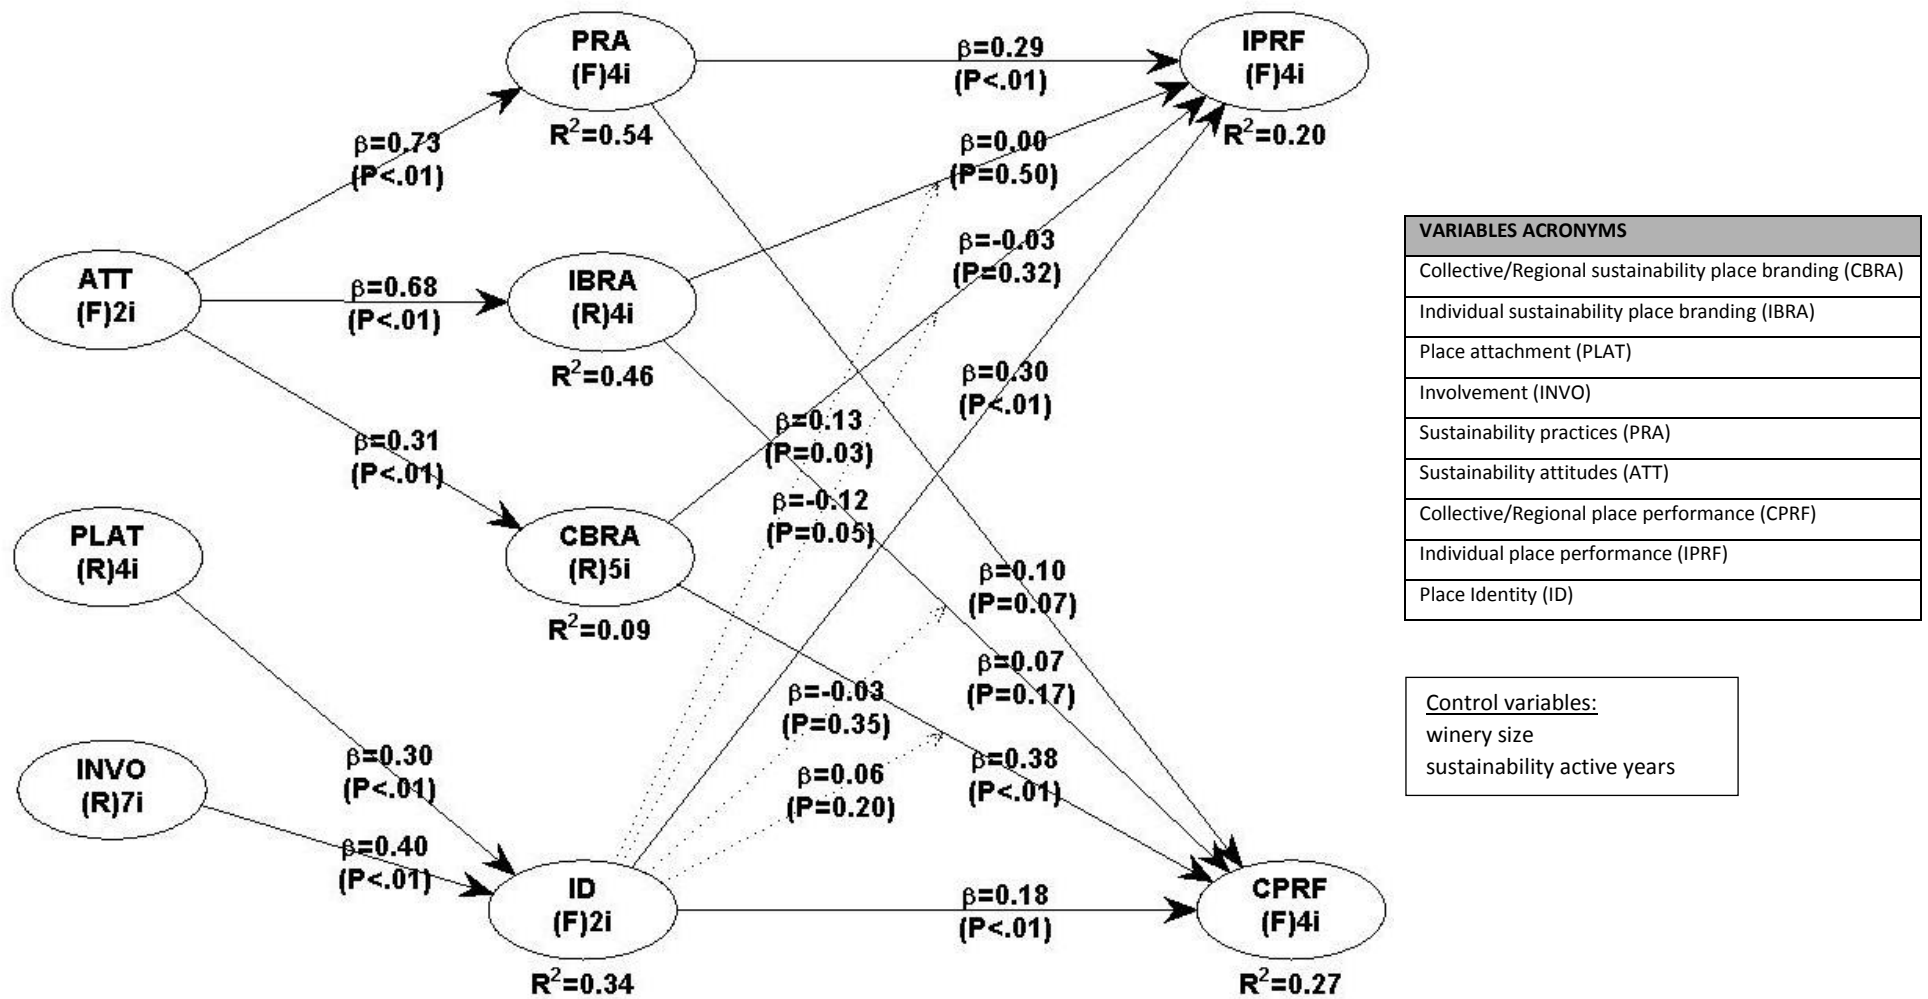 PRA
(F)4i
R²=0.54
β=0.29
(P<.01)
IPRF
(F)4i
R²=0.20
β=0.73
(P<.01)
β=0.00
(P=0.50)
ATT
(F)2i
β=0.68
(P<.01)
IBRA
(R)4i
R²=0.46
β=-0.03
(P=0.32)
β=0.30
(P<.01)
β=0.31
(P<.01)
β=0.13
(P=0.03)
β=-0.12
(P=0.05)
PLAT
(R)4i
CBRA
(R)5i
R²=0.09
β=0.10
(P=0.07)
β=0.07
(P=0.17)
β=-0.03
(P=0.35)
INVO
(R)7i
β=0.30
(P<.01)
β=0.06
(P=0.20)
β=0.38
(P<.01)
β=0.40
(P<.01)
ID
(F)2i
R²=0.34
β=0.18
(P<.01)
CPRF
(F)4i
R²=0.27
VARIABLES ACRONYMS
Collective/Regional sustainability place branding (CBRA)
Individual sustainability place branding (IBRA)
Place attachment (PLAT)
Involvement (INVO)
Sustainability practices (PRA)
Sustainability attitudes (ATT)
Collective/Regional place performance (CPRF)
Individual place performance (IPRF)
Place Identity (ID)
Control variables:
winery size
sustainability active years